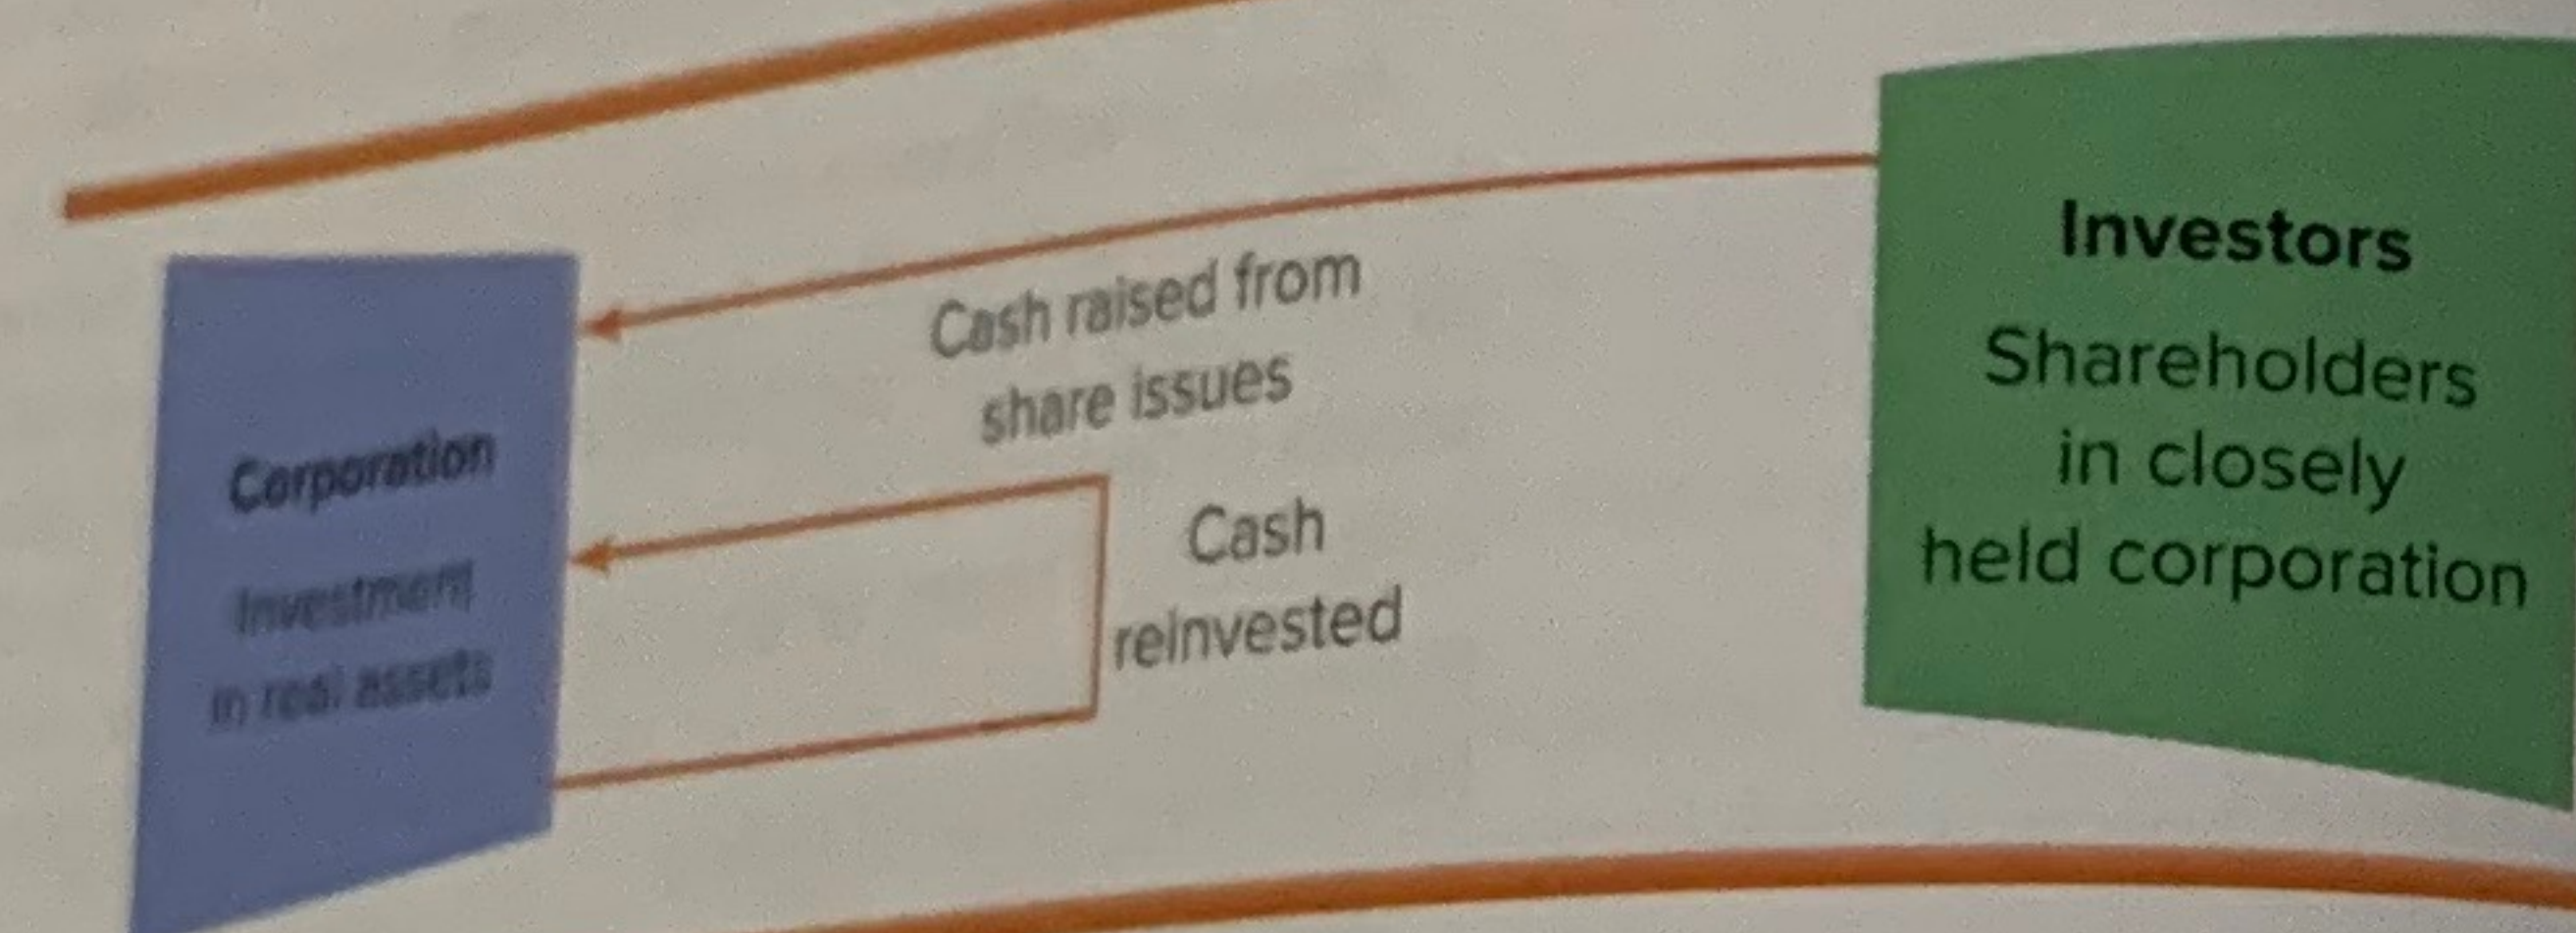 Corporation
Investment
in real assets
Cash raised from
share issues
Cash
reinvested
Investors
Shareholders
in closely
held corporation